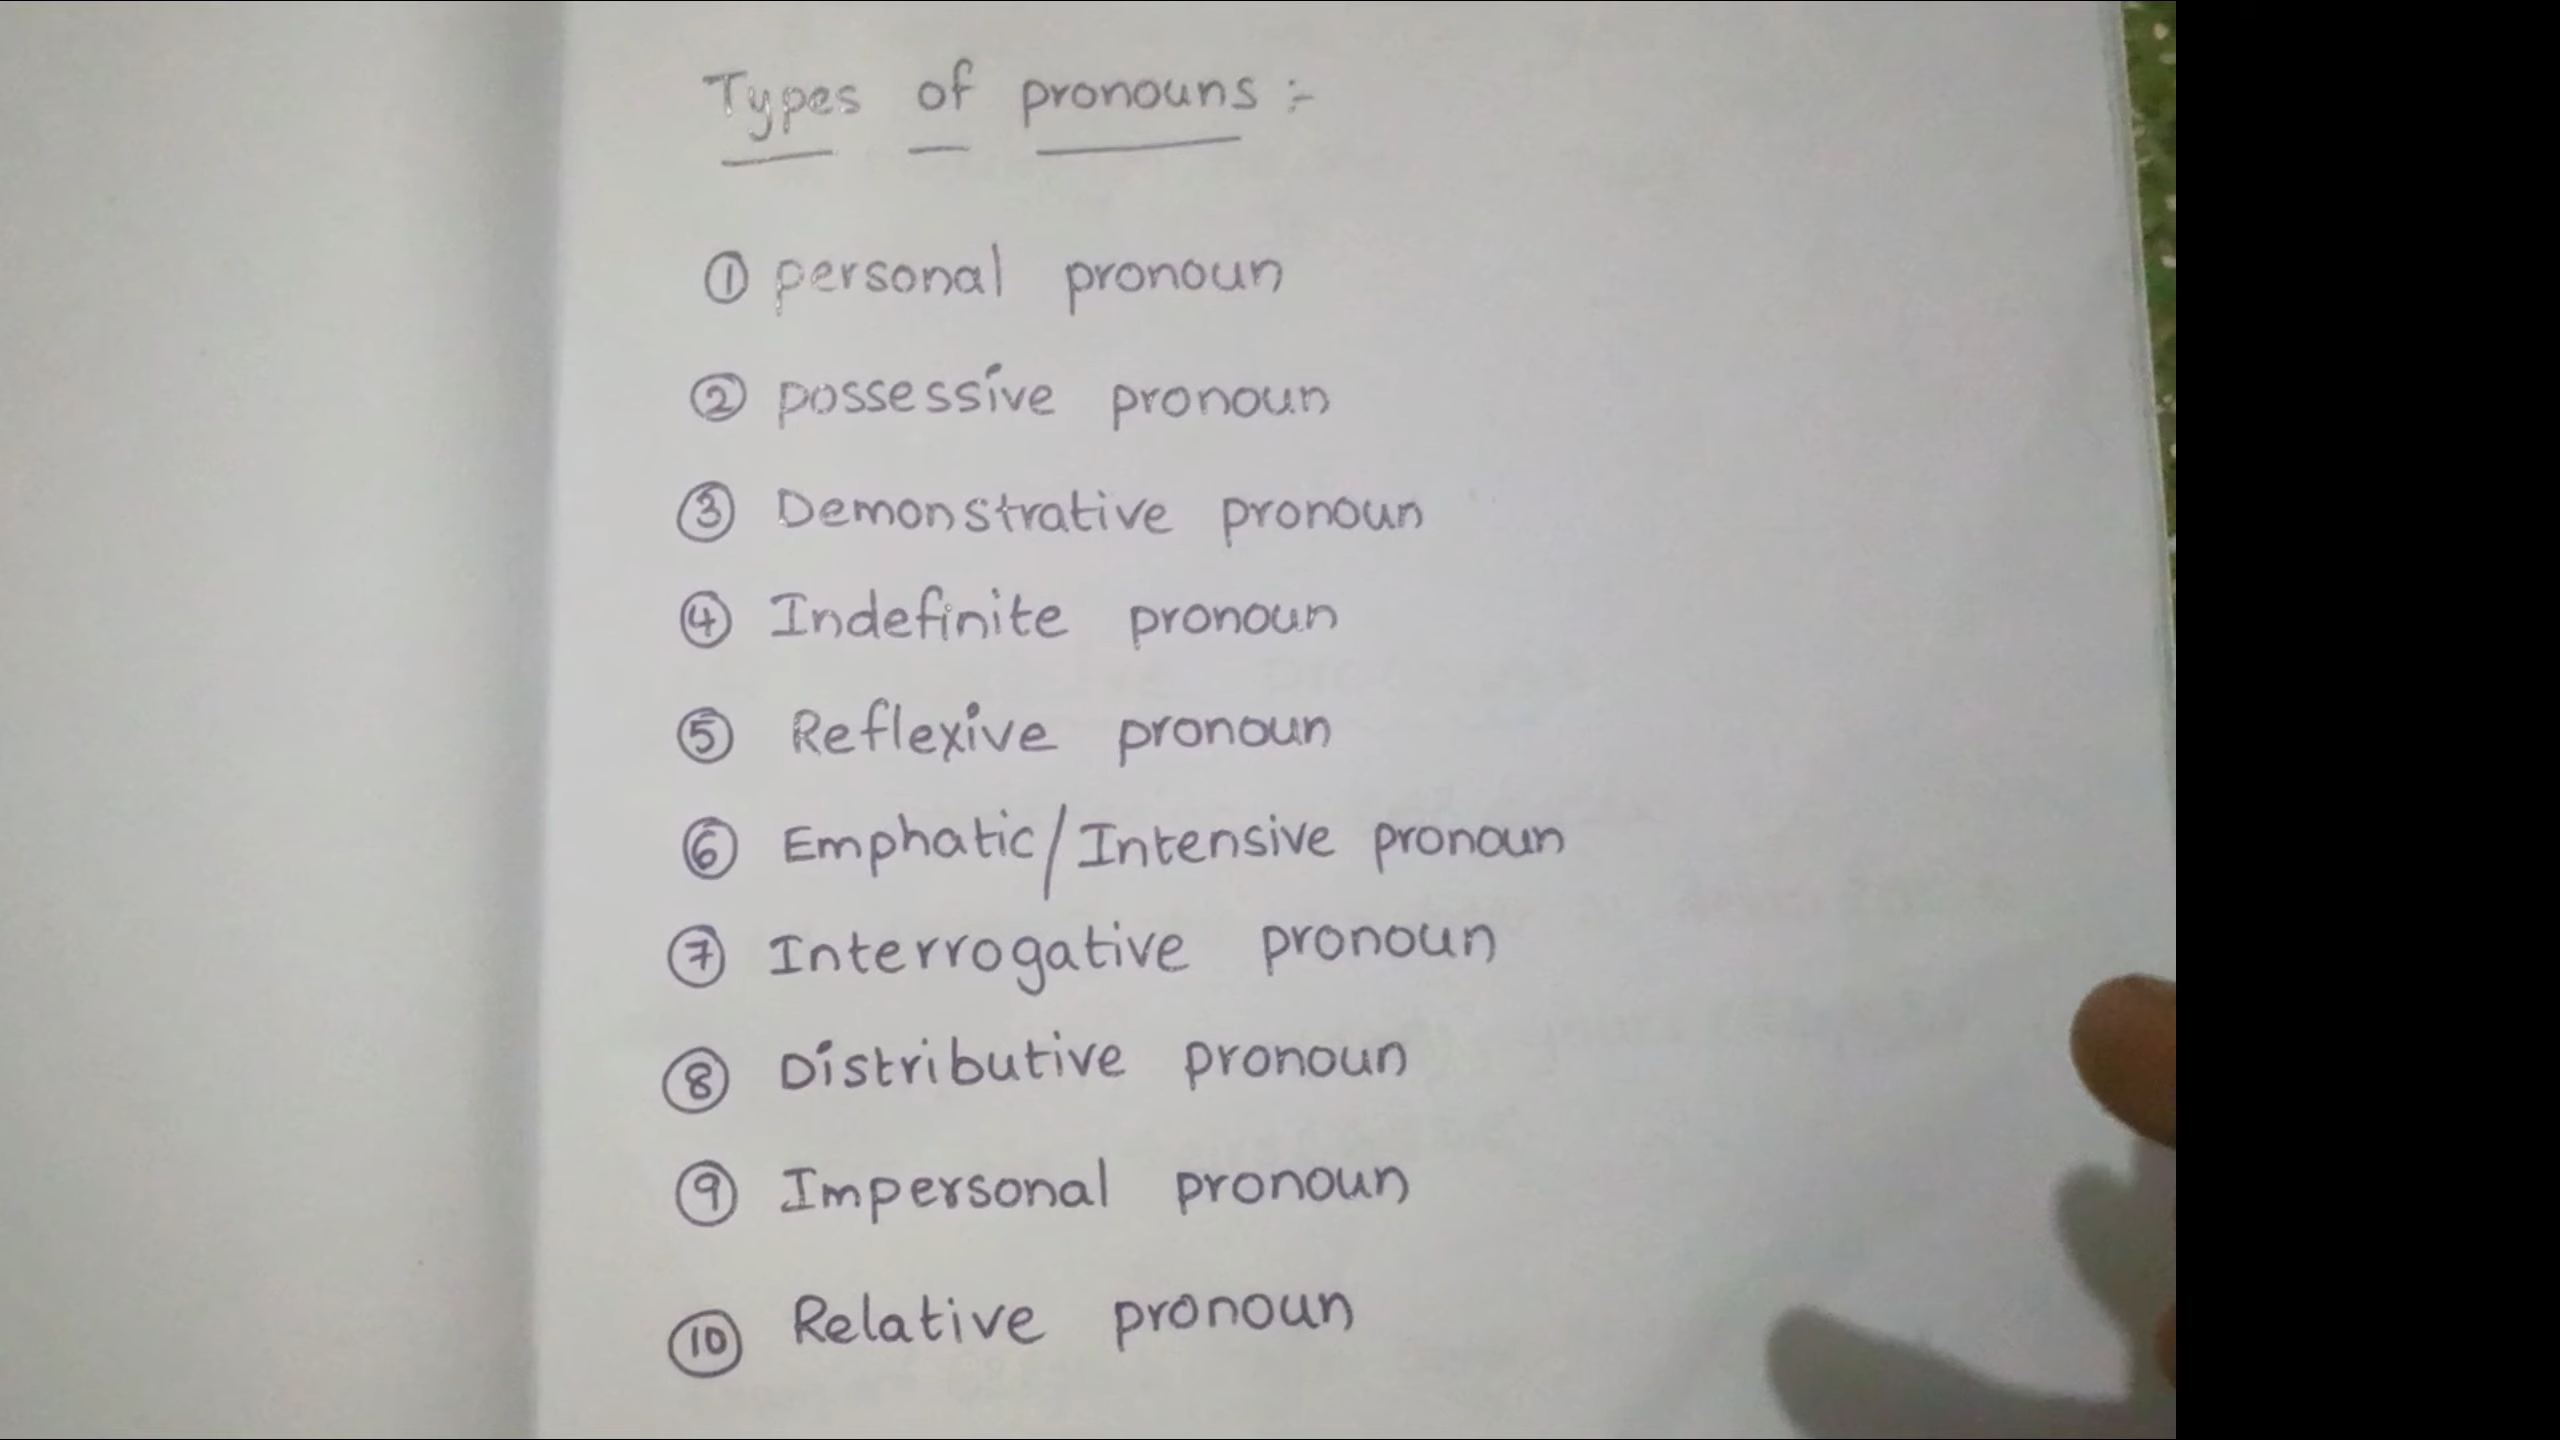 Types of pronouns :-
① personal pronoun
② possessive pronoun
③ Demonstrative pronoun
④ Indefinite pronoun
⑤ Reflexive pronoun
⑥ Emphatic/Intensive pronoun
⑦ Interrogative pronoun
⑧ Distributive pronoun
⑨ Impersonal pronoun
⑩ Relative pronoun